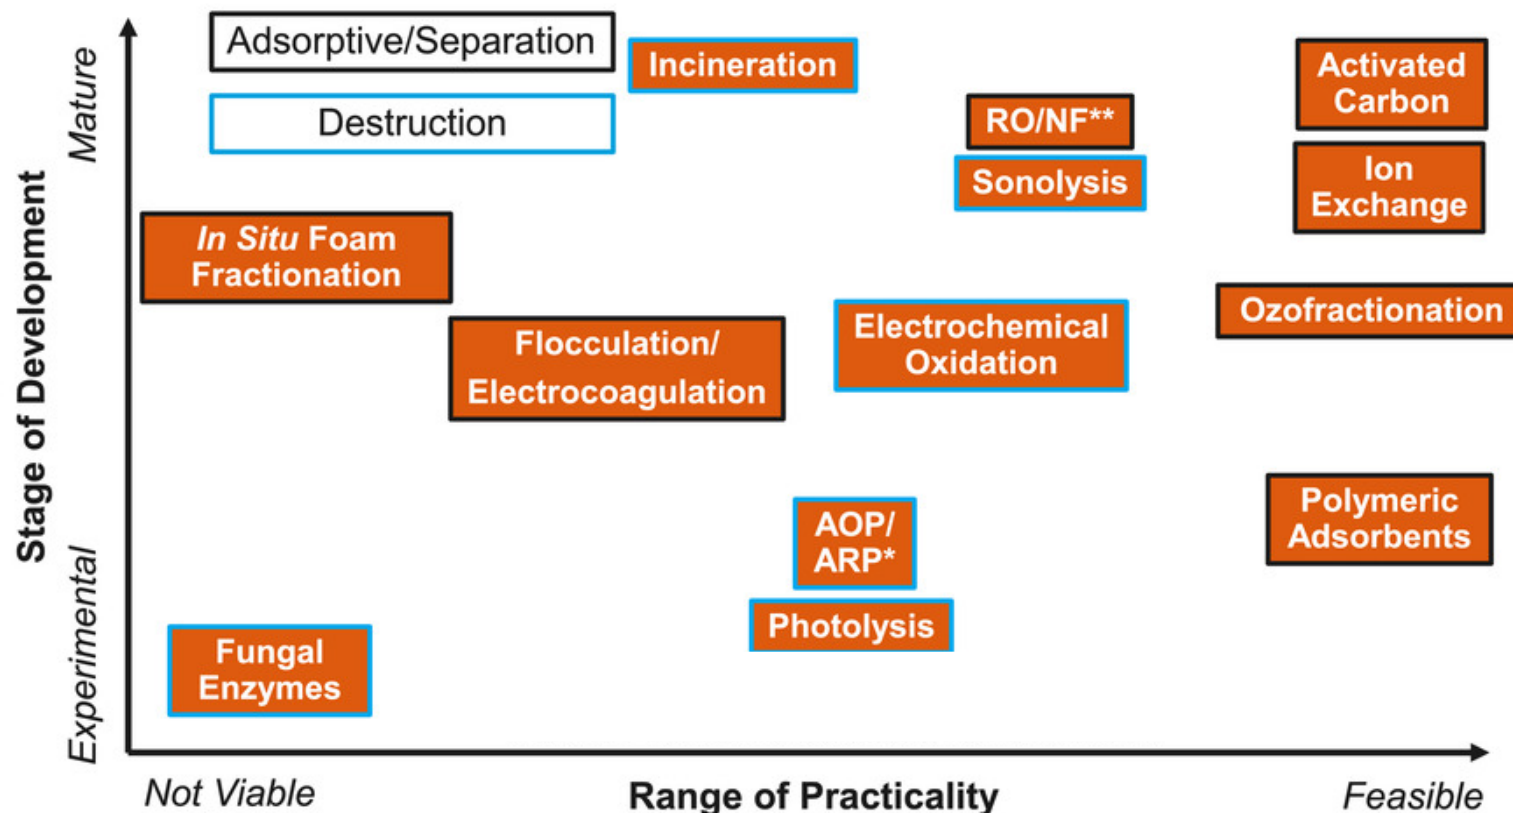 Stage of Development
Mature
Experimental
Adsorptive/Separation
Destruction
Incineration
Activated
Carbon
RO/NF**
Sonolysis
Ion
Exchange
In Situ Foam
Fractionation
Ozofractionation
Flocculation/
Electrocoagulation
Electrochemical
Oxidation
Polymeric
Adsorbents
AOP/
ARP*
Photolysis
Fungal
Enzymes
Not Viable
Range of Practicality
Feasible